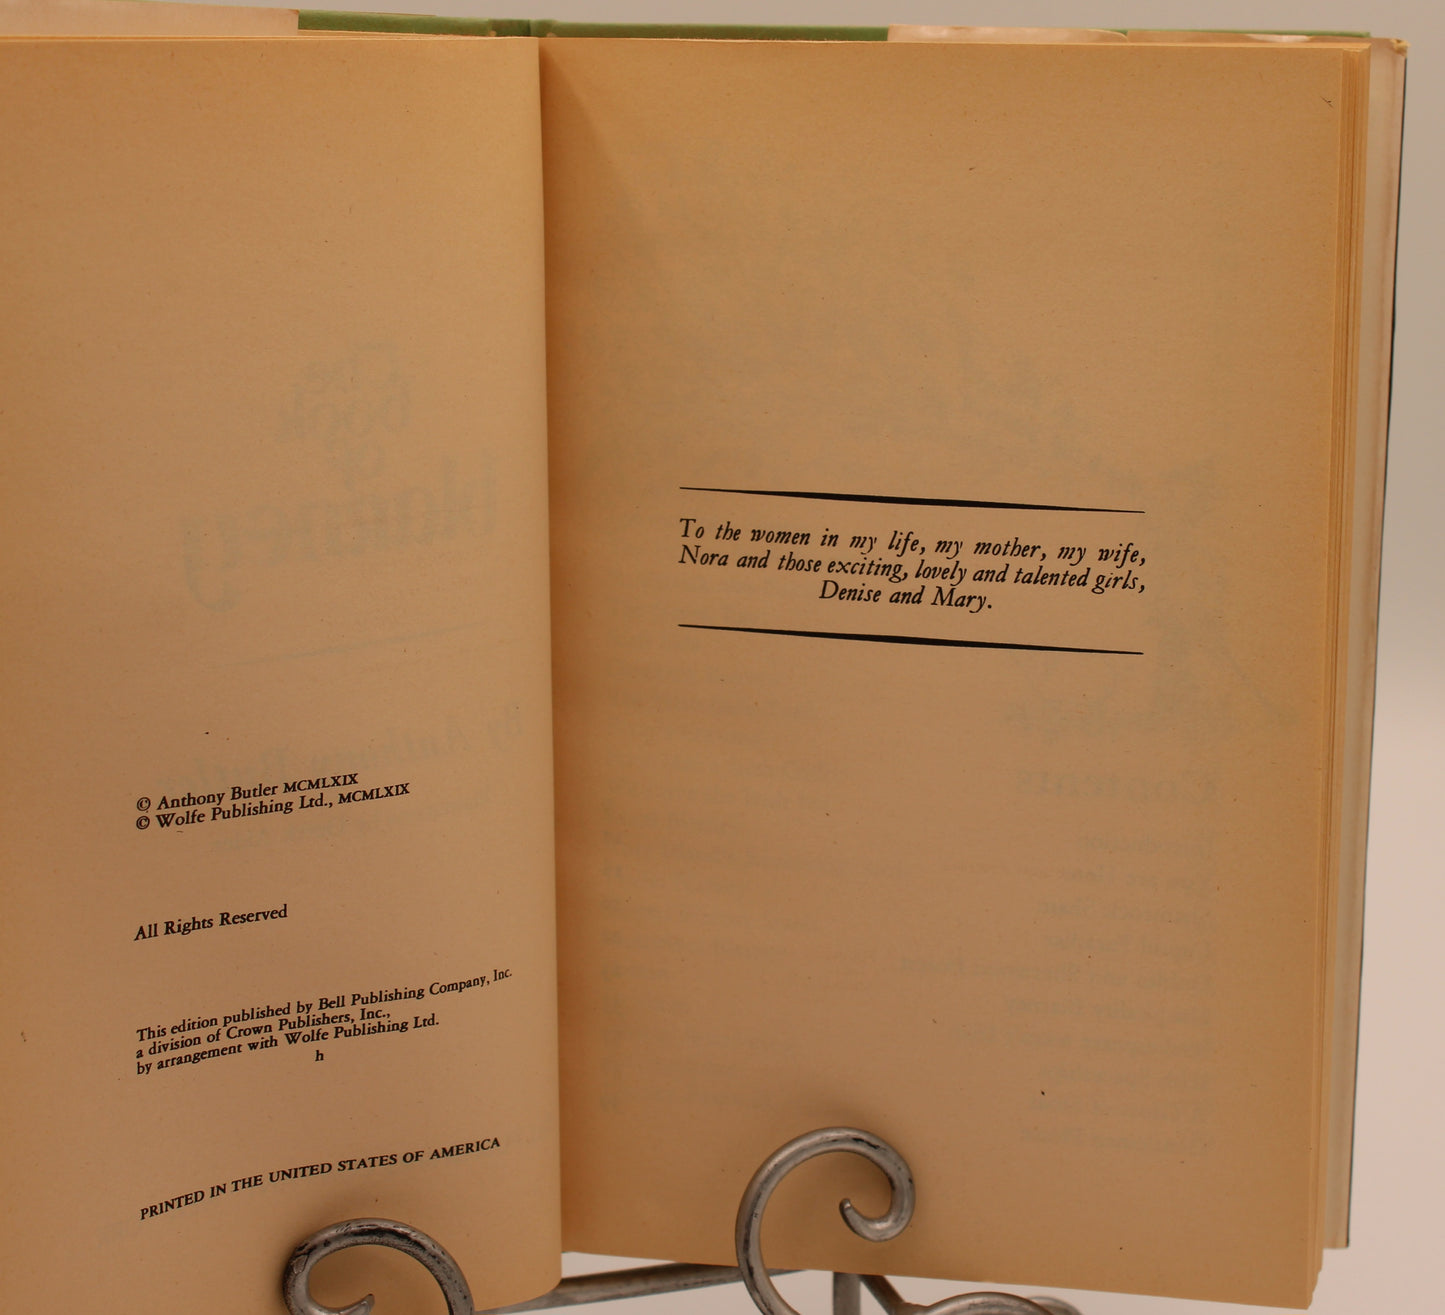 © Anthony Butler MCMLXIX
© Wolfe Publishing Ltd., MCMLXIX
All Rights Reserved
This edition published by Bell Publishing Company, Inc.
a division of Crown Publishers, Inc.,
by arrangement with Wolfe Publishing Ltd.
h
PRINTED IN THE UNITED STATES OF AMERICA
To the women in my life, my mother, my wife,
Nora and those exciting, lovely and talented girls,
Denise and Mary.